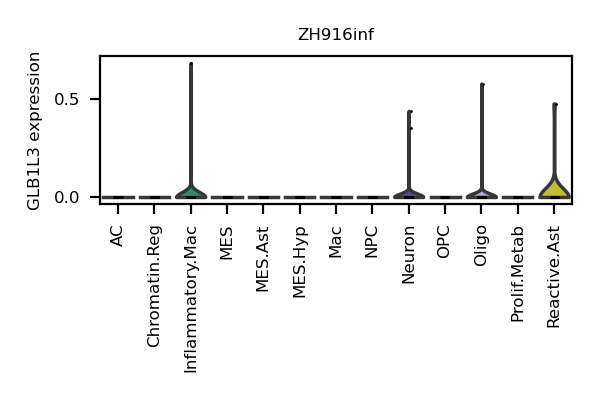 ZH916inf
GLB1L3 expression
0.5
0.0
AC
Chromatin.Reg
Inflammatory.Mac
MES
MES.Ast
MES.Hyp
Mac
NPC
Neuron
OPC
Oligo
Prolif.Metab
Reactive.Ast